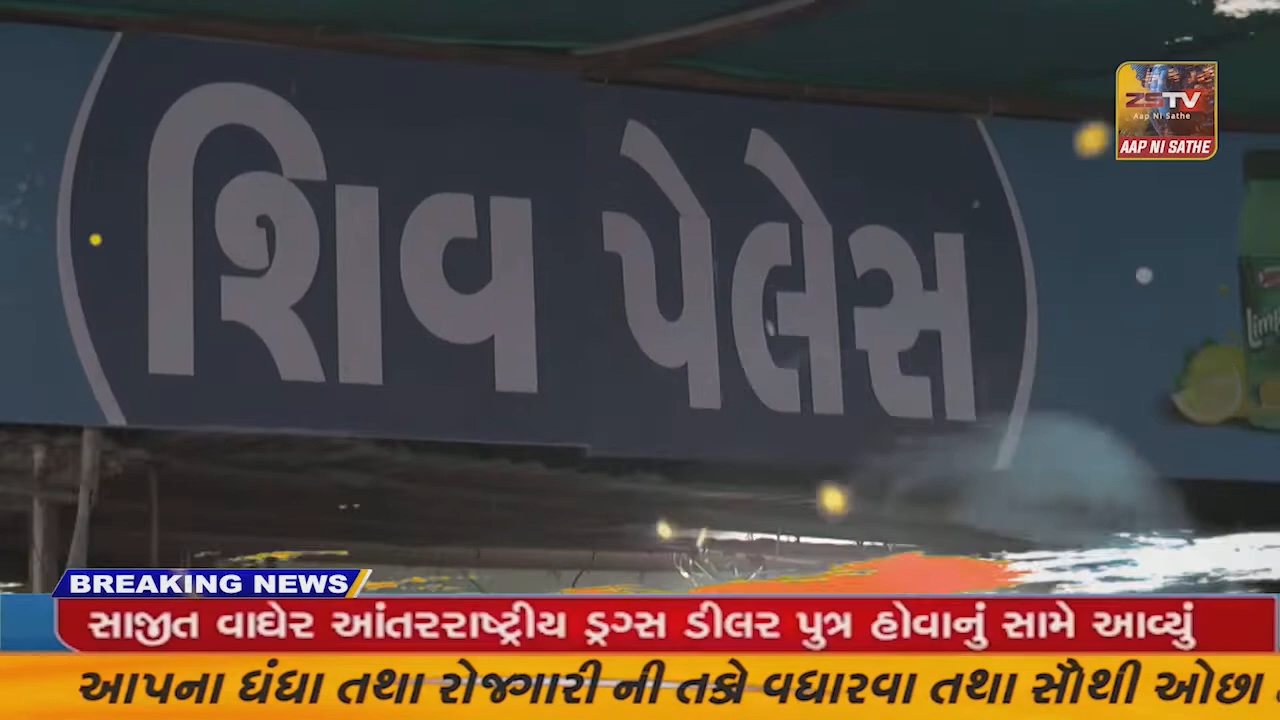 શિવ પેલેસ
ZSTV
Aap Ni Sathe
AAP NI SATHE
BREAKING NEWS
સાજીત વાઘેર આંતરરાષ્ટ્રીય ડ્રગ્સ ડીલર પુત્ર હોવાનું સામે આવ્યું
આપના ધંધા તથા રોજગારી ની તકો વધારવા તથા સૌથી ઓછા